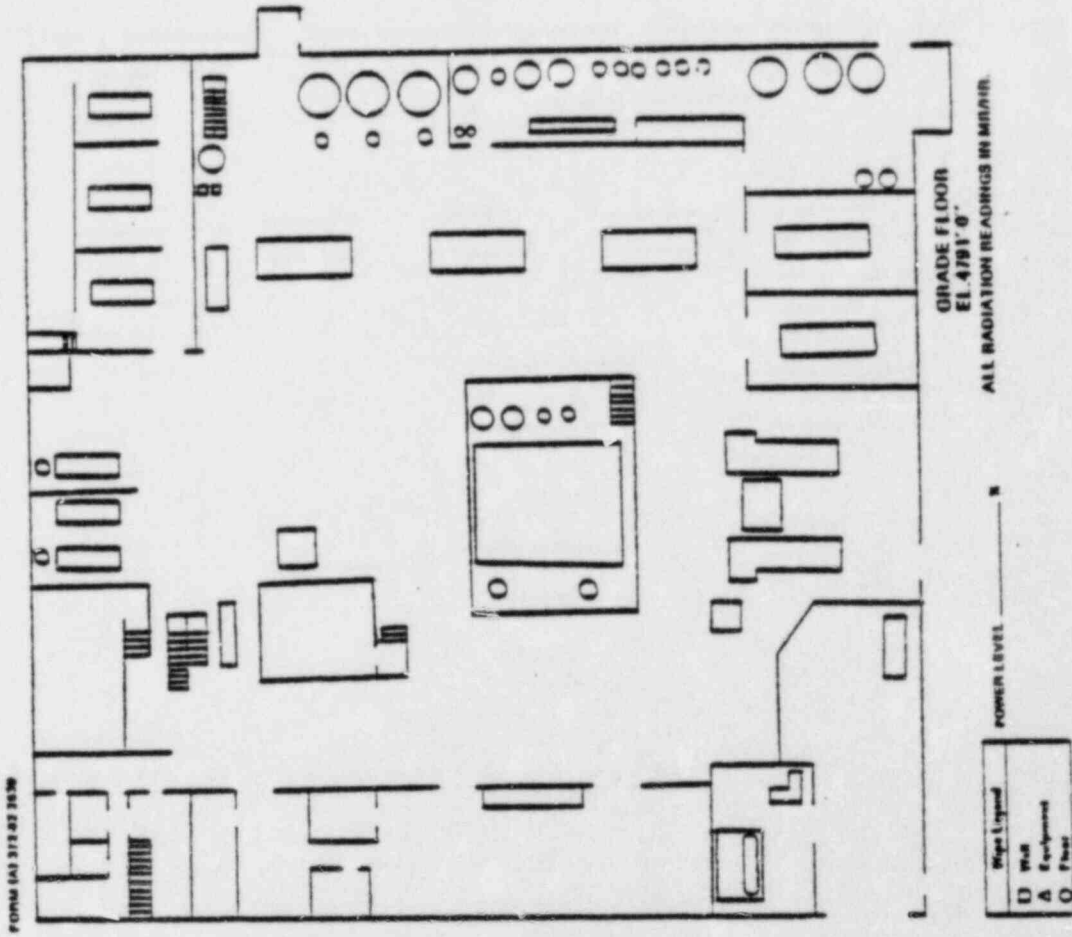 GRADE FLOOR
EL. 4791' 0"
ALL RADIATION READINGS IN MR/HR.
POWER LEVEL
Wipe Legend
□ Wall
△ Equipment
○ Floor